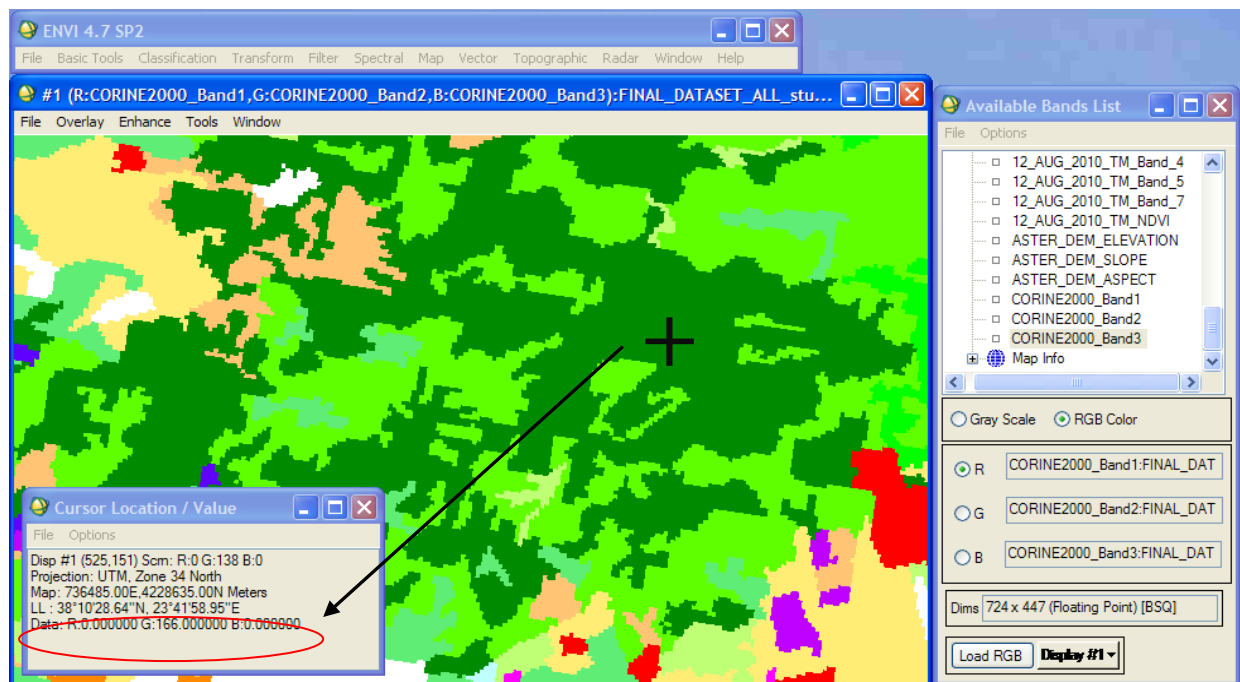 ENVI 4.7 SP2
File Basic Tools Classification Transform Filter Spectral Map Vector Topographic Radar Window Help
#1 (R:CORINE2000_Band1,G:CORINE2000_Band2,B:CORINE2000_Band3):FINAL_DATASET_ALL_stu...
File Overlay Enhance Tools Window
Available Bands List
File Options
12_AUG_2010_TM_Band_4
12_AUG_2010_TM_Band_5
12_AUG_2010_TM_Band_7
12_AUG_2010_TM_NDVI
ASTER_DEM_ELEVATION
ASTER_DEM_SLOPE
ASTER_DEM_ASPECT
CORINE2000_Band1
CORINE2000_Band2
CORINE2000_Band3
Map Info
Gray Scale RGB Color
R CORINE2000_Band1:FINAL_DAT
G CORINE2000_Band2:FINAL_DAT
B CORINE2000_Band3:FINAL_DAT
Dims 724 x 447 (Floating Point) [BSQ]
Load RGB Display #1
Cursor Location / Value
File Options
Disp #1 (525,151) Scrn: R:0 G:138 B:0
Projection: UTM, Zone 34 North
Map: 736485.00E,4228635.00N Meters
LL : 38°10'28.64"N, 23°41'58.95"E
Data: R:0.000000 G:166.000000 B:0.000000